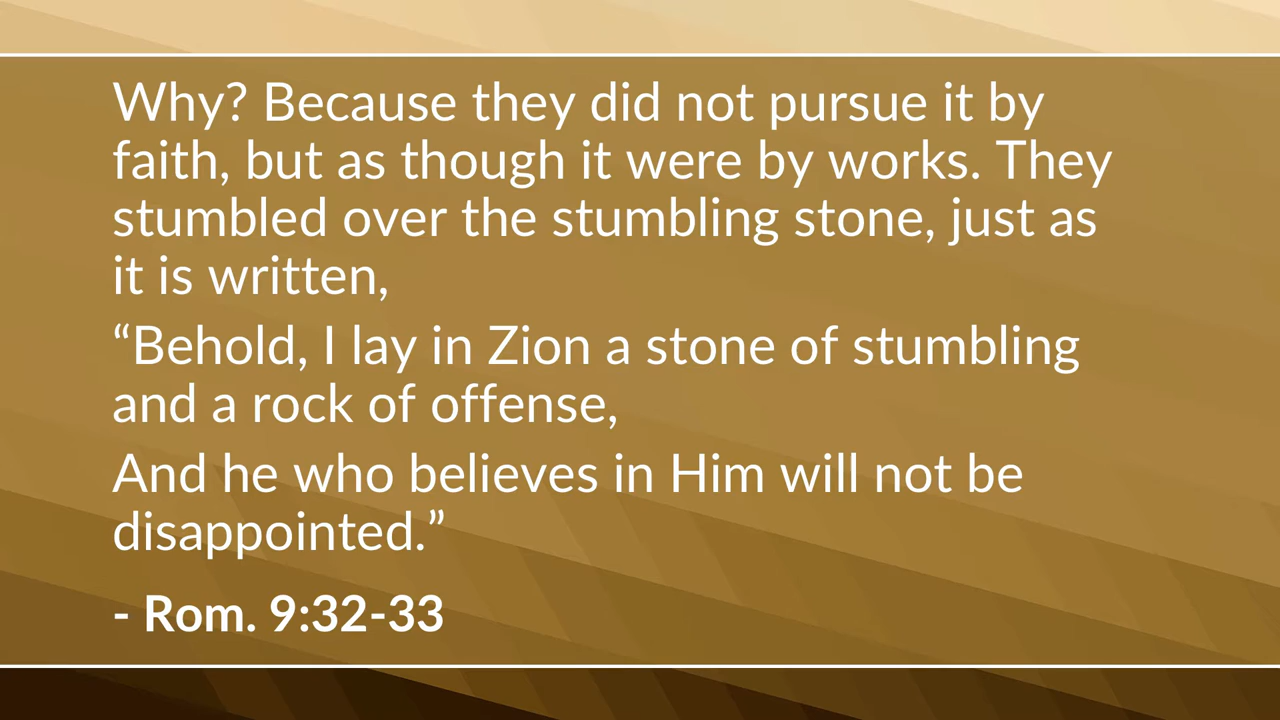 Why? Because they did not pursue it by
faith, but as though it were by works. They
stumbled over the stumbling stone, just as
it is written,
“Behold, I lay in Zion a stone of stumbling
and a rock of offense,
And he who believes in Him will not be
disappointed.”
- Rom. 9:32-33